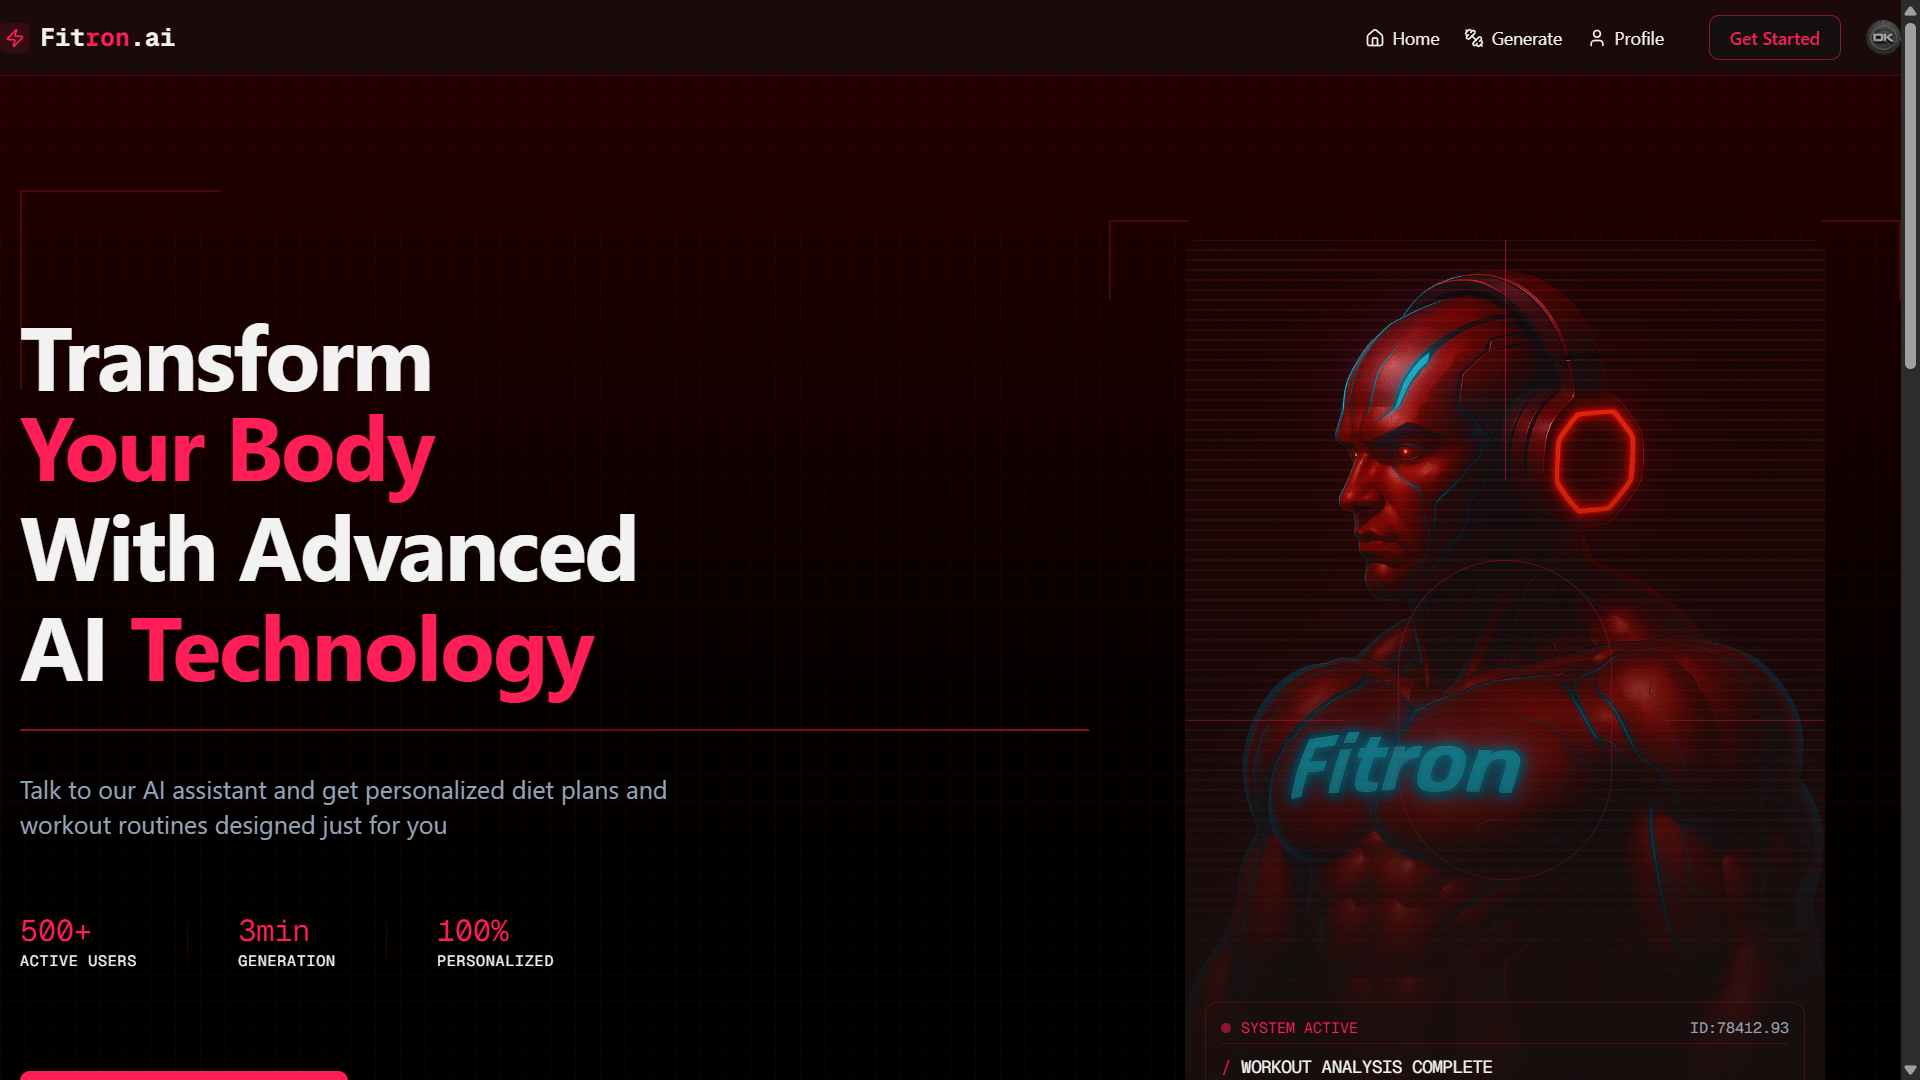 Fitron.ai
Home
Generate
Profile
Get Started
OK
Transform
Your Body
With Advanced
AI Technology
Talk to our AI assistant and get personalized diet plans and
workout routines designed just for you
500+
ACTIVE USERS
3min
GENERATION
100%
PERSONALIZED
Fitron
SYSTEM ACTIVE
ID:78412.93
/ WORKOUT ANALYSIS COMPLETE